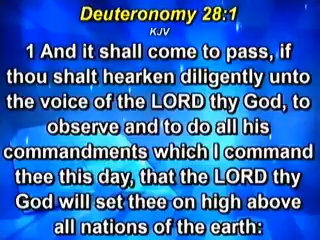 Deuteronomy 28:1
KJV
1 And it shall come to pass, if
thou shalt hearken diligently unto
the voice of the LORD thy God, to
observe and to do all his
commandments which I command
thee this day, that the LORD thy
God will set thee on high above
all nations of the earth: